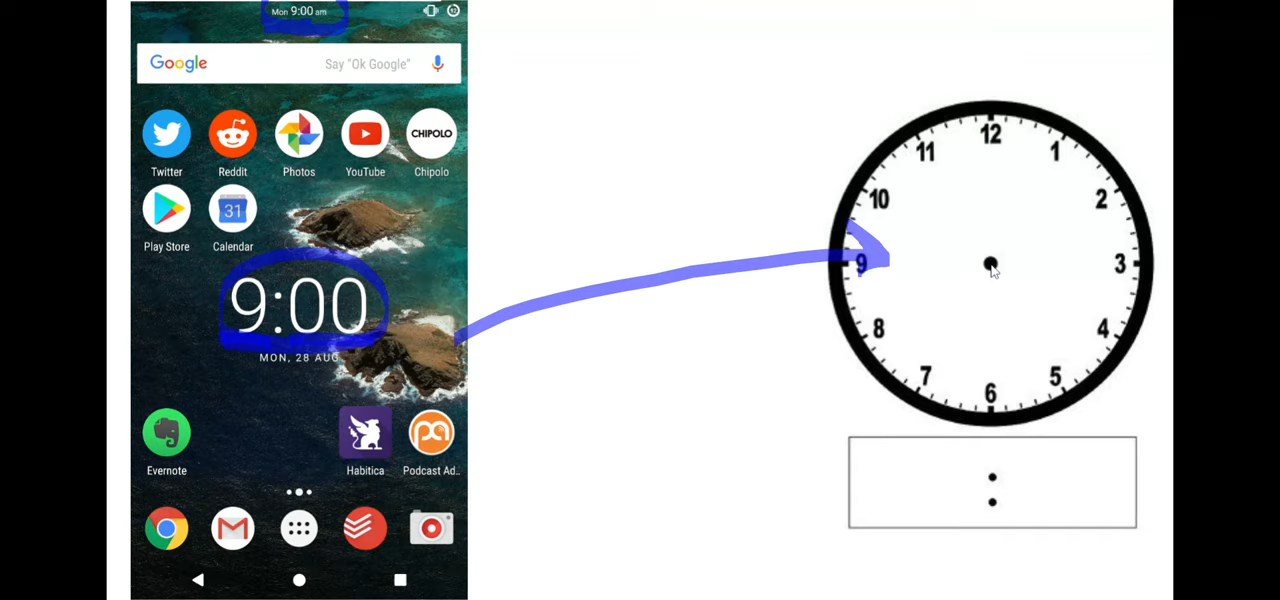 Mon 9:00 am
92
Google Say "Ok Google"
CHIPOLO
Twitter Reddit Photos YouTube Chipolo
31
Play Store Calendar
9:00
MON, 28 AUG
Evernote Habitica Podcast Ad..
12
1
2
3
4
5
6
7
8
9
10
11
: